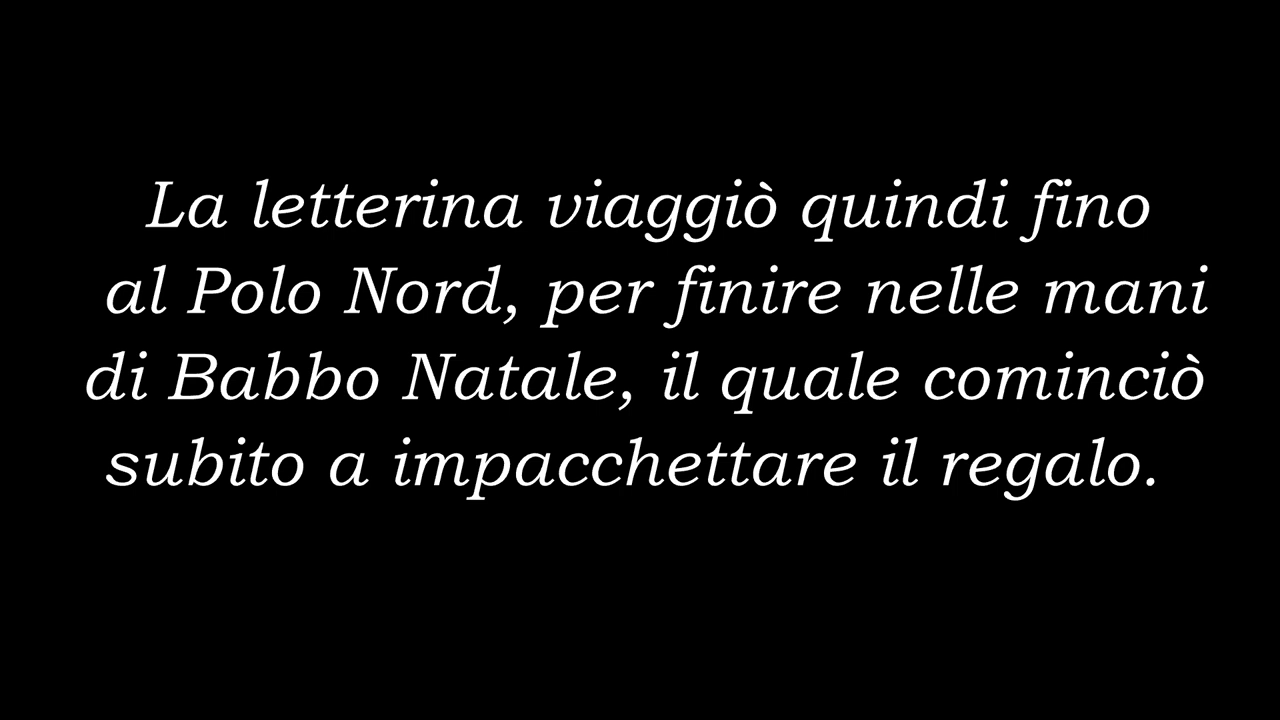 La letterina viaggiò quindi fino
al Polo Nord, per finire nelle mani
di Babbo Natale, il quale cominciò
subito a impacchettare il regalo.